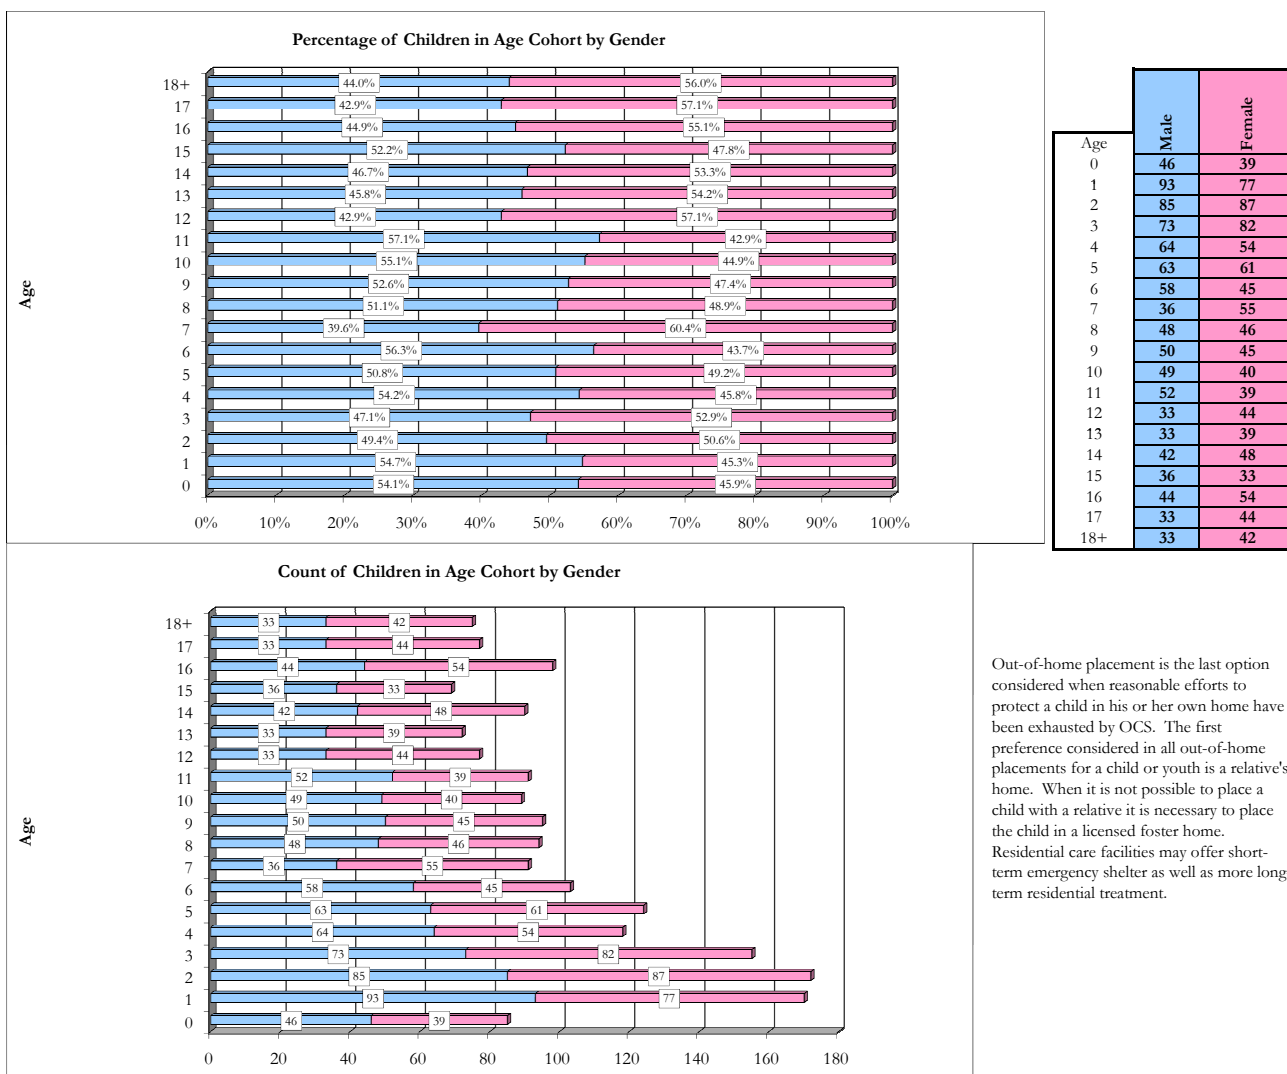 Percentage of Children in Age Cohort by Gender
Age
18+ 44.0% 56.0%
17 42.9% 57.1%
16 44.9% 55.1%
15 52.2% 47.8%
14 46.7% 53.3%
13 45.8% 54.2%
12 42.9% 57.1%
11 57.1% 42.9%
10 55.1% 44.9%
9 52.6% 47.4%
8 51.1% 48.9%
7 39.6% 60.4%
6 56.3% 43.7%
5 50.8% 49.2%
4 54.2% 45.8%
3 47.1% 52.9%
2 49.4% 50.6%
1 54.7% 45.3%
0 54.1% 45.9%
0% 10% 20% 30% 40% 50% 60% 70% 80% 90% 100%
Age Male Female
0 46 39
1 93 77
2 85 87
3 73 82
4 64 54
5 63 61
6 58 45
7 36 55
8 48 46
9 50 45
10 49 40
11 52 39
12 33 44
13 33 39
14 42 48
15 36 33
16 44 54
17 33 44
18+ 33 42
Count of Children in Age Cohort by Gender
Age
18+ 33 42
17 33 44
16 44 54
15 36 33
14 42 48
13 33 39
12 33 44
11 52 39
10 49 40
9 50 45
8 48 46
7 36 55
6 58 45
5 63 61
4 64 54
3 73 82
2 85 87
1 93 77
0 46 39
0 20 40 60 80 100 120 140 160 180
Out-of-home placement is the last option
considered when reasonable efforts to
protect a child in his or her own home have
been exhausted by OCS. The first
preference considered in all out-of-home
placements for a child or youth is a relative's
home. When it is not possible to place a
child with a relative it is necessary to place
the child in a licensed foster home.
Residential care facilities may offer short-
term emergency shelter as well as more long
term residential treatment.